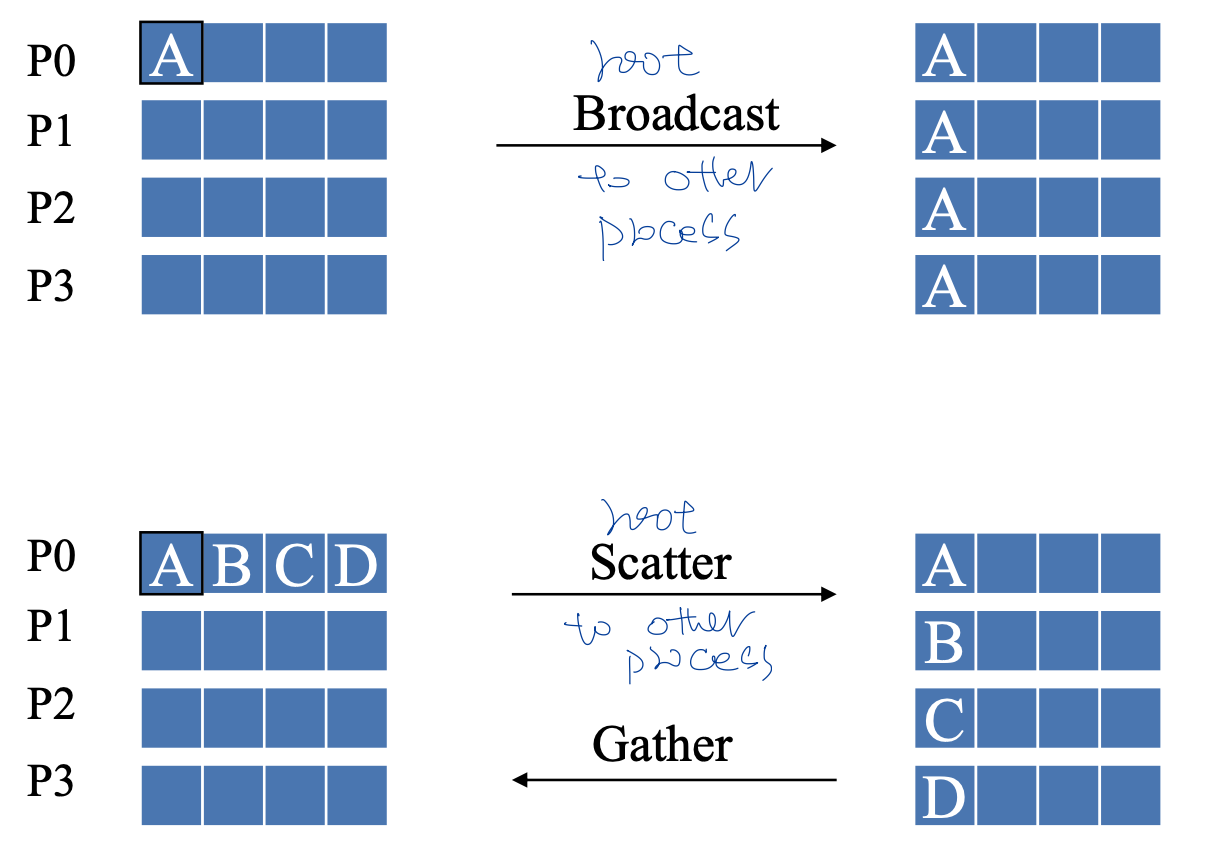 P0 A root A
Broadcast
P1 A
to other
P2 A
process
P3 A
root
P0 A B C D Scatter A
P1 to other B
process
P2 C
Gather
P3 D